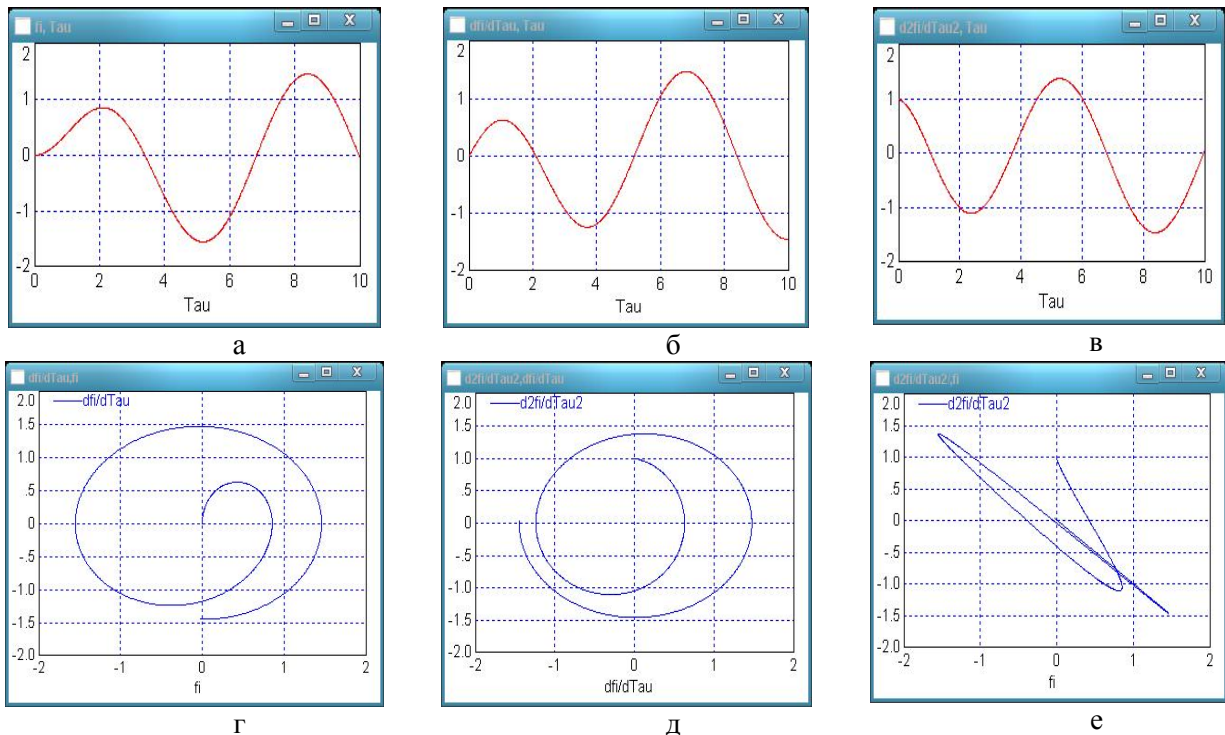 fi, Tau
2
1
0
-1
-2
0 2 4 6 8 10
Tau
а
dfi/dTau, Tau
2
1
0
-1
-2
0 2 4 6 8 10
Tau
б
d2fi/dTau2, Tau
2
1
0
-1
-2
0 2 4 6 8 10
Tau
в
dfi/dTau,fi
dfi/dTau
2.0
1.5
1.0
.5
0
-.5
-1.0
-1.5
-2.0
-2 -1 0 1 2
fi
г
d2fi/dTau2,dfi/dTau
d2fi/dTau2
2.0
1.5
1.0
.5
0
-.5
-1.0
-1.5
-2.0
-2 -1 0 1 2
dfi/dTau
д
d2fi/dTau2/,fi
d2fi/dTau2
2.0
1.5
1.0
.5
0
-.5
-1.0
-1.5
-2.0
-2 -1 0 1 2
fi
е